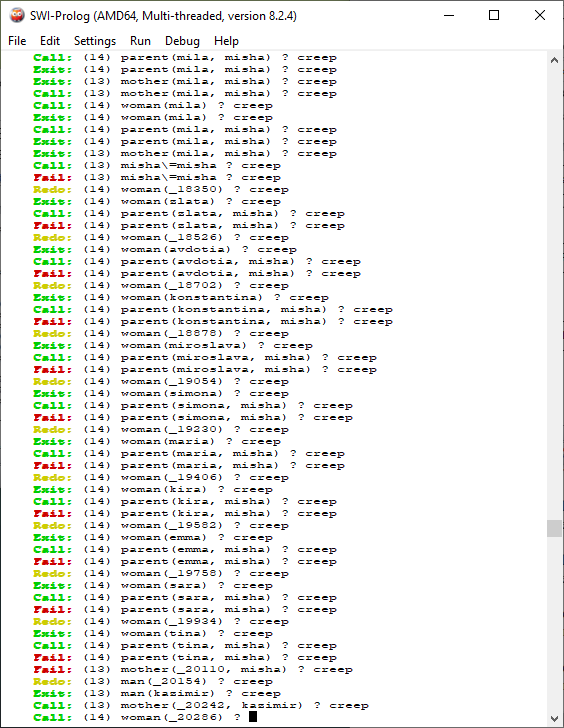 SWI-Prolog (AMD64, Multi-threaded, version 8.2.4)
File Edit Settings Run Debug Help
Call: (14) parent(mila, misha) ? creep
Exit: (14) parent(mila, misha) ? creep
Exit: (13) mother(mila, misha) ? creep
Call: (13) mother(mila, misha) ? creep
Call: (14) woman(mila) ? creep
Exit: (14) woman(mila) ? creep
Call: (14) parent(mila, misha) ? creep
Exit: (14) parent(mila, misha) ? creep
Exit: (13) mother(mila, misha) ? creep
Call: (13) misha\=misha ? creep
Fail: (13) misha\=misha ? creep
Redo: (14) woman(_18350) ? creep
Exit: (14) woman(zlata) ? creep
Call: (14) parent(zlata, misha) ? creep
Fail: (14) parent(zlata, misha) ? creep
Redo: (14) woman(_18526) ? creep
Exit: (14) woman(avdotia) ? creep
Call: (14) parent(avdotia, misha) ? creep
Fail: (14) parent(avdotia, misha) ? creep
Redo: (14) woman(_18702) ? creep
Exit: (14) woman(konstantina) ? creep
Call: (14) parent(konstantina, misha) ? creep
Fail: (14) parent(konstantina, misha) ? creep
Redo: (14) woman(_18878) ? creep
Exit: (14) woman(miroslava) ? creep
Call: (14) parent(miroslava, misha) ? creep
Fail: (14) parent(miroslava, misha) ? creep
Redo: (14) woman(_19054) ? creep
Exit: (14) woman(simona) ? creep
Call: (14) parent(simona, misha) ? creep
Fail: (14) parent(simona, misha) ? creep
Redo: (14) woman(_19230) ? creep
Exit: (14) woman(maria) ? creep
Call: (14) parent(maria, misha) ? creep
Fail: (14) parent(maria, misha) ? creep
Redo: (14) woman(_19406) ? creep
Exit: (14) woman(kira) ? creep
Call: (14) parent(kira, misha) ? creep
Fail: (14) parent(kira, misha) ? creep
Redo: (14) woman(_19582) ? creep
Exit: (14) woman(emma) ? creep
Call: (14) parent(emma, misha) ? creep
Fail: (14) parent(emma, misha) ? creep
Redo: (14) woman(_19758) ? creep
Exit: (14) woman(sara) ? creep
Call: (14) parent(sara, misha) ? creep
Fail: (14) parent(sara, misha) ? creep
Redo: (14) woman(_19934) ? creep
Exit: (14) woman(tina) ? creep
Call: (14) parent(tina, misha) ? creep
Fail: (14) parent(tina, misha) ? creep
Fail: (13) mother(_20110, misha) ? creep
Redo: (13) man(_20154) ? creep
Exit: (13) man(kazimir) ? creep
Call: (13) mother(_20242, kazimir) ? creep
Call: (14) woman(_20286) ?